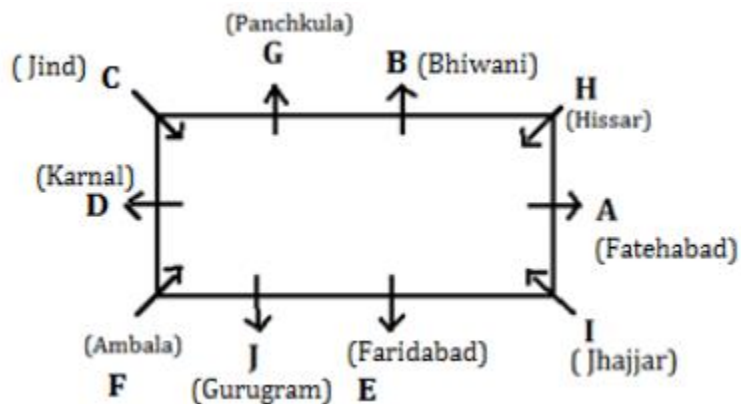 (Panchkula)
G
( Jind) C
B (Bhiwani)
H
(Hissar)
(Karnal)
D
A
(Fatehabad)
(Ambala)
F
J
(Gurugram)
(Faridabad)
E
I
( Jhajjar)